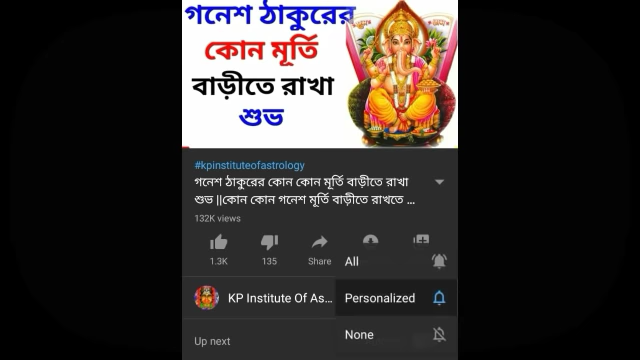 গনেশ ঠাকুরের
কোন মূর্তি
বাড়ীতে রাখা
শুভ
#kpinstituteofastrology
গনেশ ঠাকুরের কোন কোন মূর্তি বাড়ীতে রাখা
শুভ ||কোন কোন গনেশ মূর্তি বাড়ীতে রাখতে ...
132K views
1.3K 135 Share
All
KP Institute Of As... Personalized
None
Up next